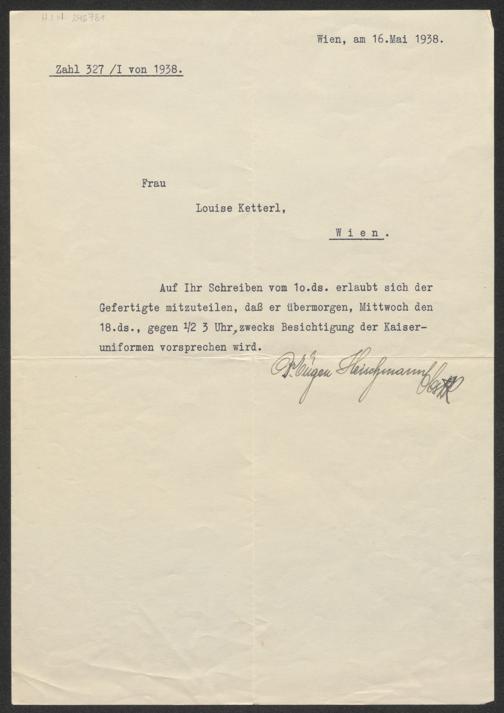 H.I.N. 
Wien, am 16.Mai 1938.
Zahl 327 /I von 1938.
Frau
Louise Ketterl,
W i e n .
Auf Ihr Schreiben vom 1o.ds. erlaubt sich der
Gefertigte mitzuteilen, daß er übermorgen, Mittwoch den
18.ds., gegen 1/2 3 Uhr, zwecks Besichtigung der Kaiser-
uniformen vorsprechen wird.
Dr. Eugen Heischmann